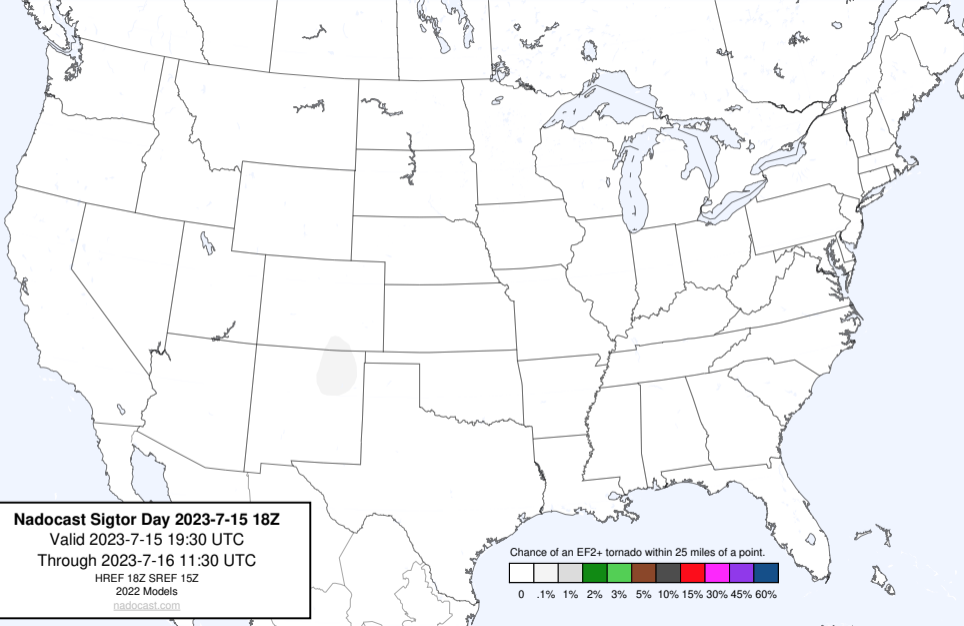 Nadocast Sigtor Day 2023-7-15 18Z
Valid 2023-7-15 19:30 UTC
Through 2023-7-16 11:30 UTC
HREF 18Z SREF 15Z
2022 Models
nadocast.com
Chance of an EF2+ tornado within 25 miles of a point.
0 .1% 1% 2% 3% 5% 10% 15% 30% 45% 60%